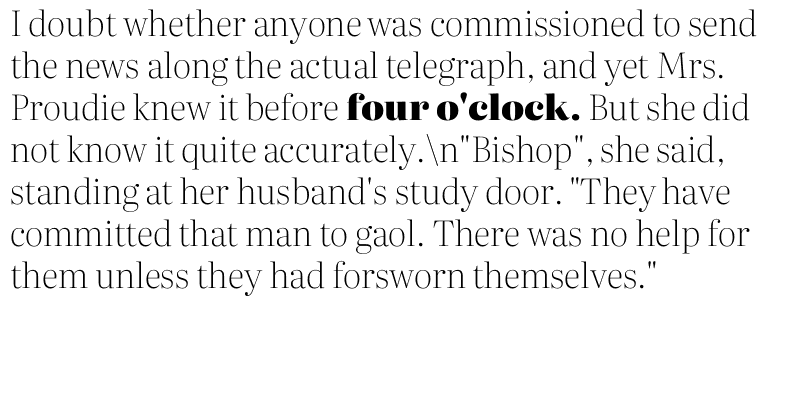 I doubt whether anyone was commissioned to send
the news along the actual telegraph, and yet Mrs.
Proudie knew it before four o'clock. But she did
not know it quite accurately.\n"Bishop", she said,
standing at her husband's study door. "They have
committed that man to gaol. There was no help for
them unless they had forsworn themselves."